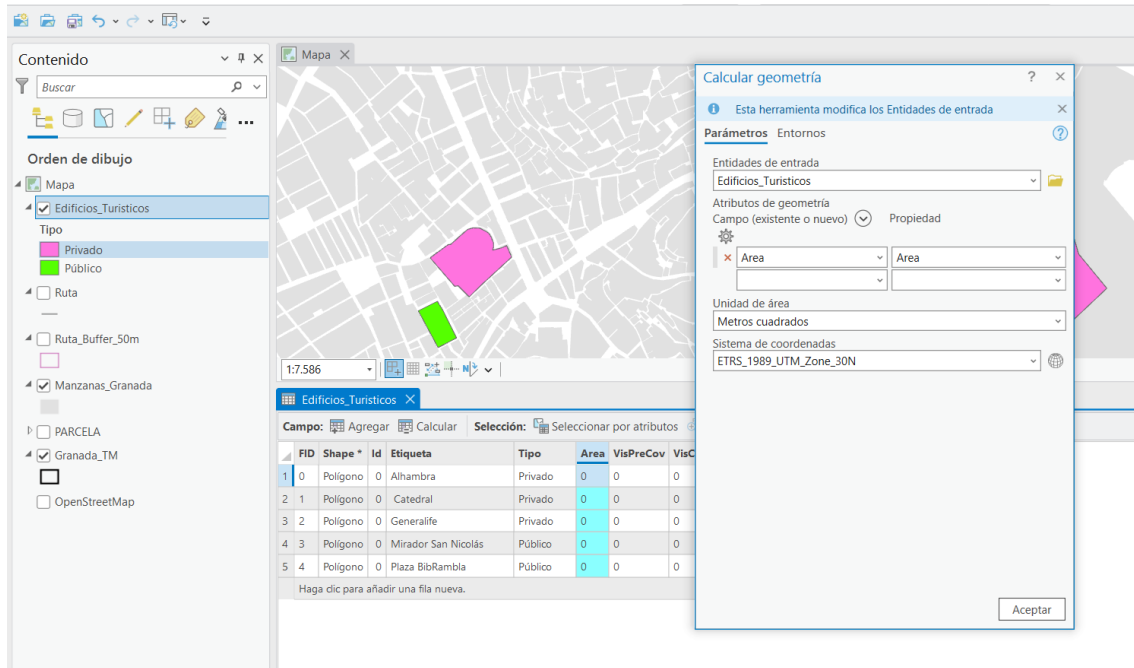 Contenido
Buscar
Orden de dibujo
Mapa
Edificios_Turisticos
Tipo
Privado
Público
Ruta
Ruta_Buffer_50m
Manzanas_Granada
PARCELA
Granada_TM
OpenStreetMap
Mapa
1:7.586
Edificios_Turisticos
Campo: Agregar Calcular Selección: Seleccionar por atributos
FID Shape * Id Etiqueta Tipo Area VisPreCov VisC
1 0 Polígono 0 Alhambra Privado 0 0 0
2 1 Polígono 0 Catedral Privado 0 0 0
3 2 Polígono 0 Generalife Privado 0 0 0
4 3 Polígono 0 Mirador San Nicolás Público 0 0 0
5 4 Polígono 0 Plaza BibRambla Público 0 0 0
Haga clic para añadir una fila nueva.
Calcular geometría ?
Esta herramienta modifica los Entidades de entrada
Parámetros Entornos
Entidades de entrada
Edificios_Turisticos
Atributos de geometría
Campo (existente o nuevo) Propiedad
Area Area
Unidad de área
Metros cuadrados
Sistema de coordenadas
ETRS_1989_UTM_Zone_30N
Aceptar